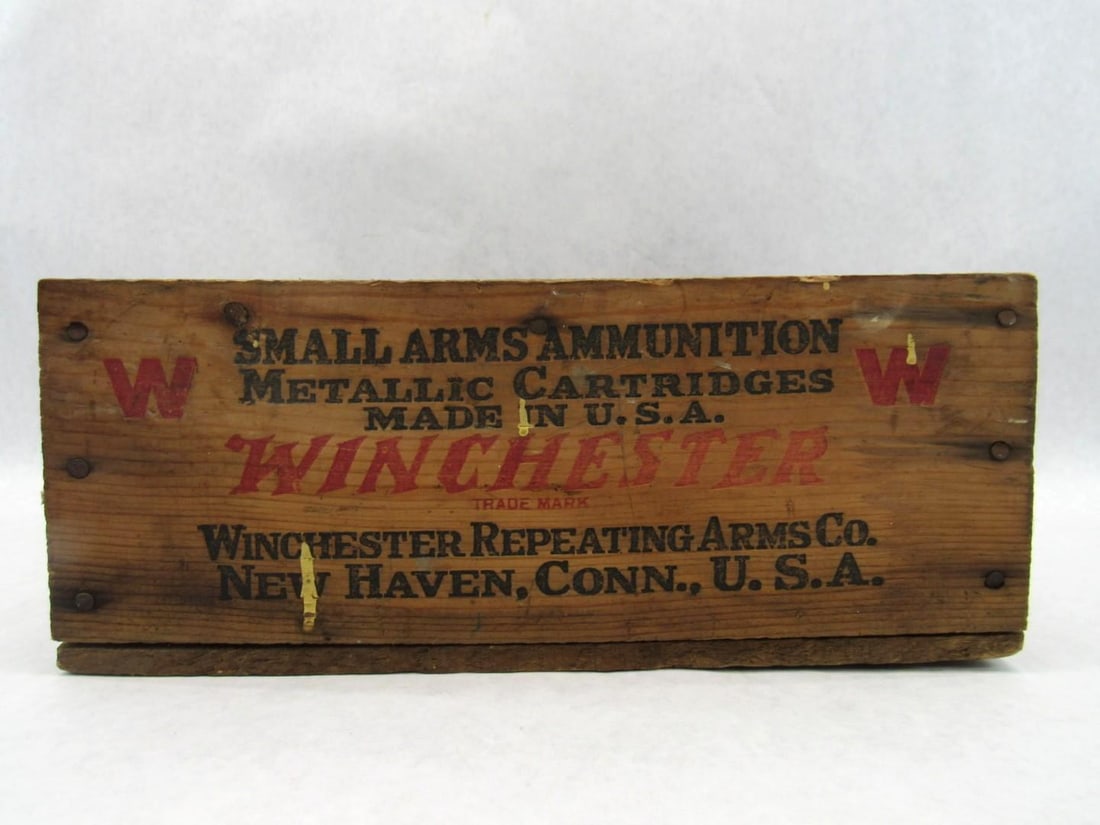 SMALL ARMS AMMUNITION
W METALLIC CARTRIDGES W
MADE IN U.S.A.
WINCHESTER
TRADE MARK
WINCHESTER REPEATING ARMS CO.
NEW HAVEN, CONN., U.S.A.